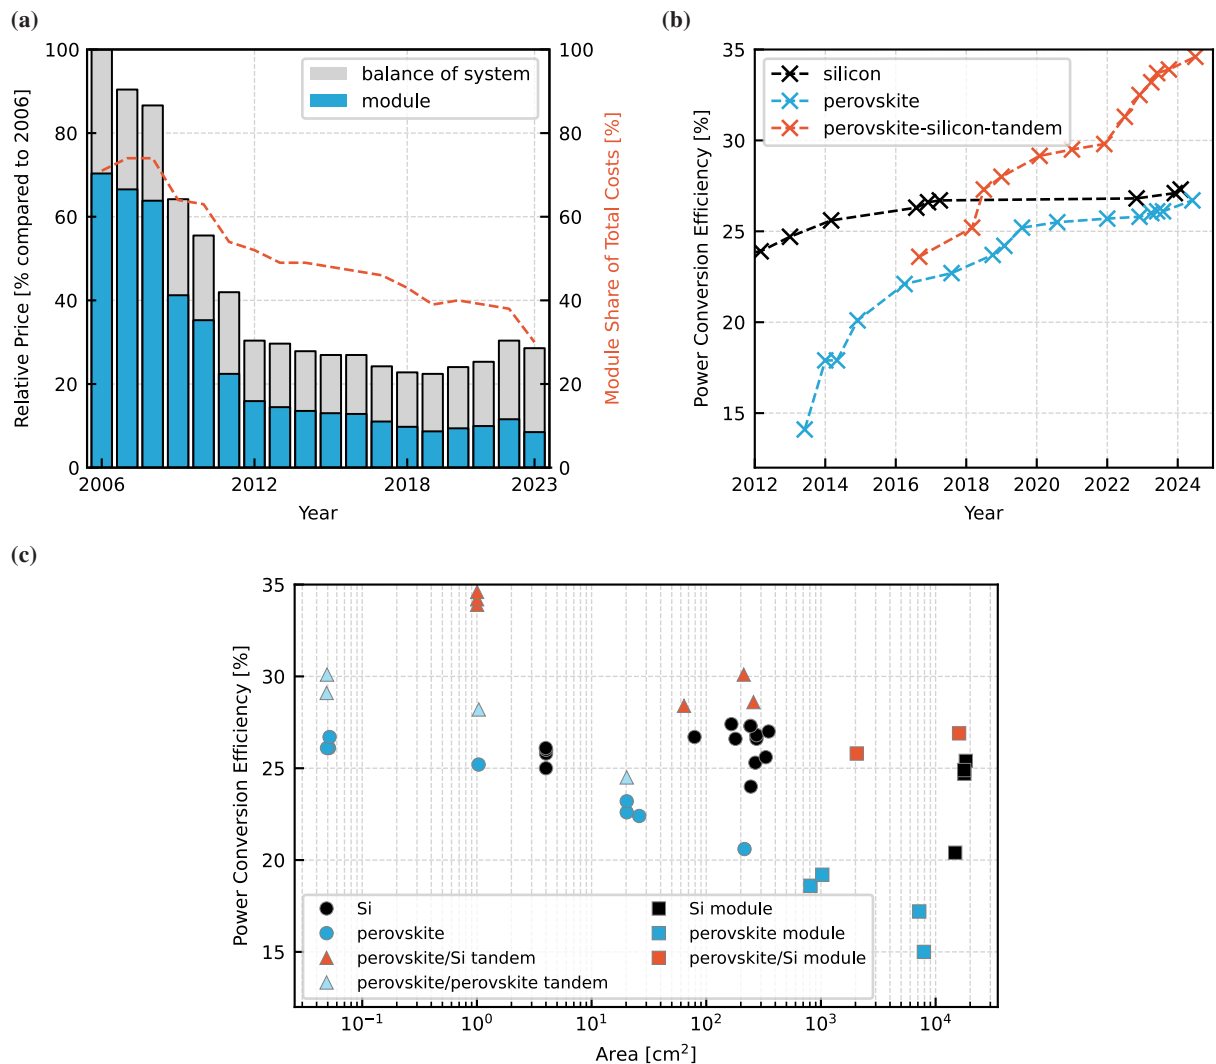 (a)
100
80
60
40
20
0
Relative Price [% compared to 2006]
balance of system
module
100
80
60
40
20
0
Module Share of Total Costs [%]
2006 2012 2018 2023
Year
(b)
35
30
25
20
15
Power Conversion Efficiency [%]
silicon
perovskite
perovskite-silicon-tandem
2012 2014 2016 2018 2020 2022 2024
Year
(c)
35
30
25
20
15
Power Conversion Efficiency [%]
Si
perovskite
perovskite/Si tandem
perovskite/perovskite tandem
Si module
perovskite module
perovskite/Si module
10⁻¹ 10⁰ 10¹ 10² 10³ 10⁴
Area [cm²]